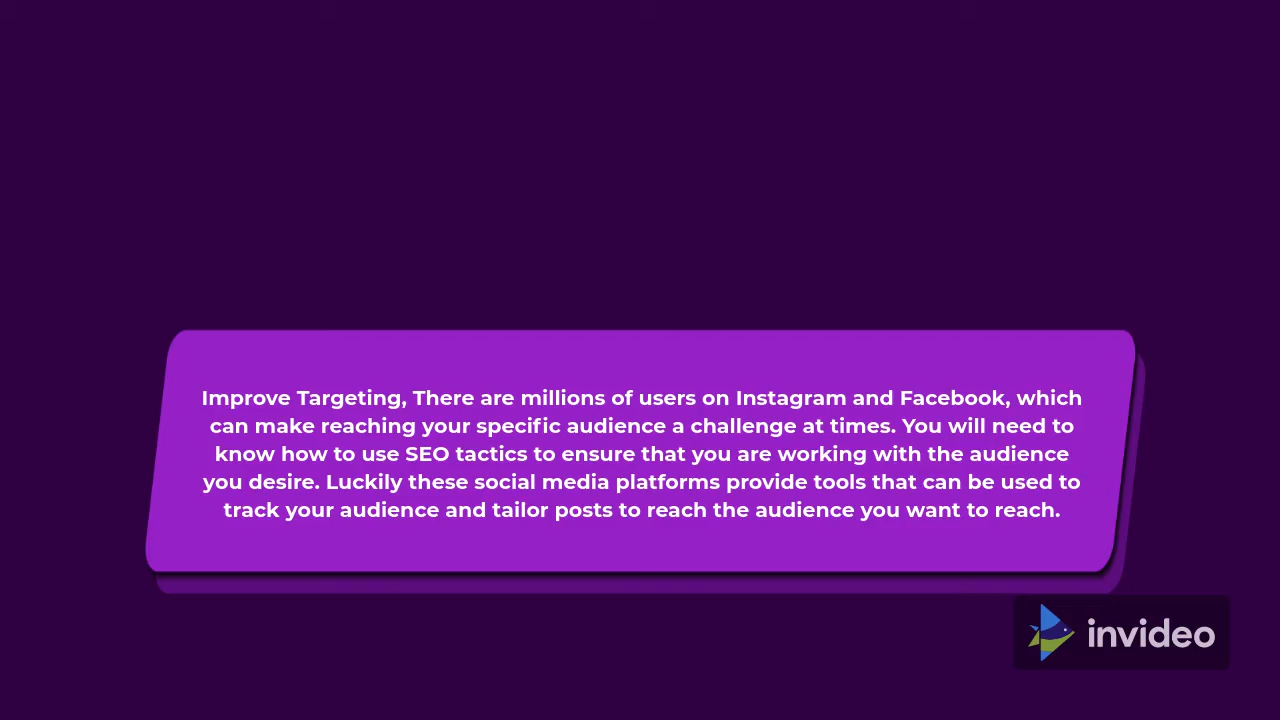 Improve Targeting, There are millions of users on Instagram and Facebook, which
can make reaching your specific audience a challenge at times. You will need to
know how to use SEO tactics to ensure that you are working with the audience
you desire. Luckily these social media platforms provide tools that can be used to
track your audience and tailor posts to reach the audience you want to reach.
invideo